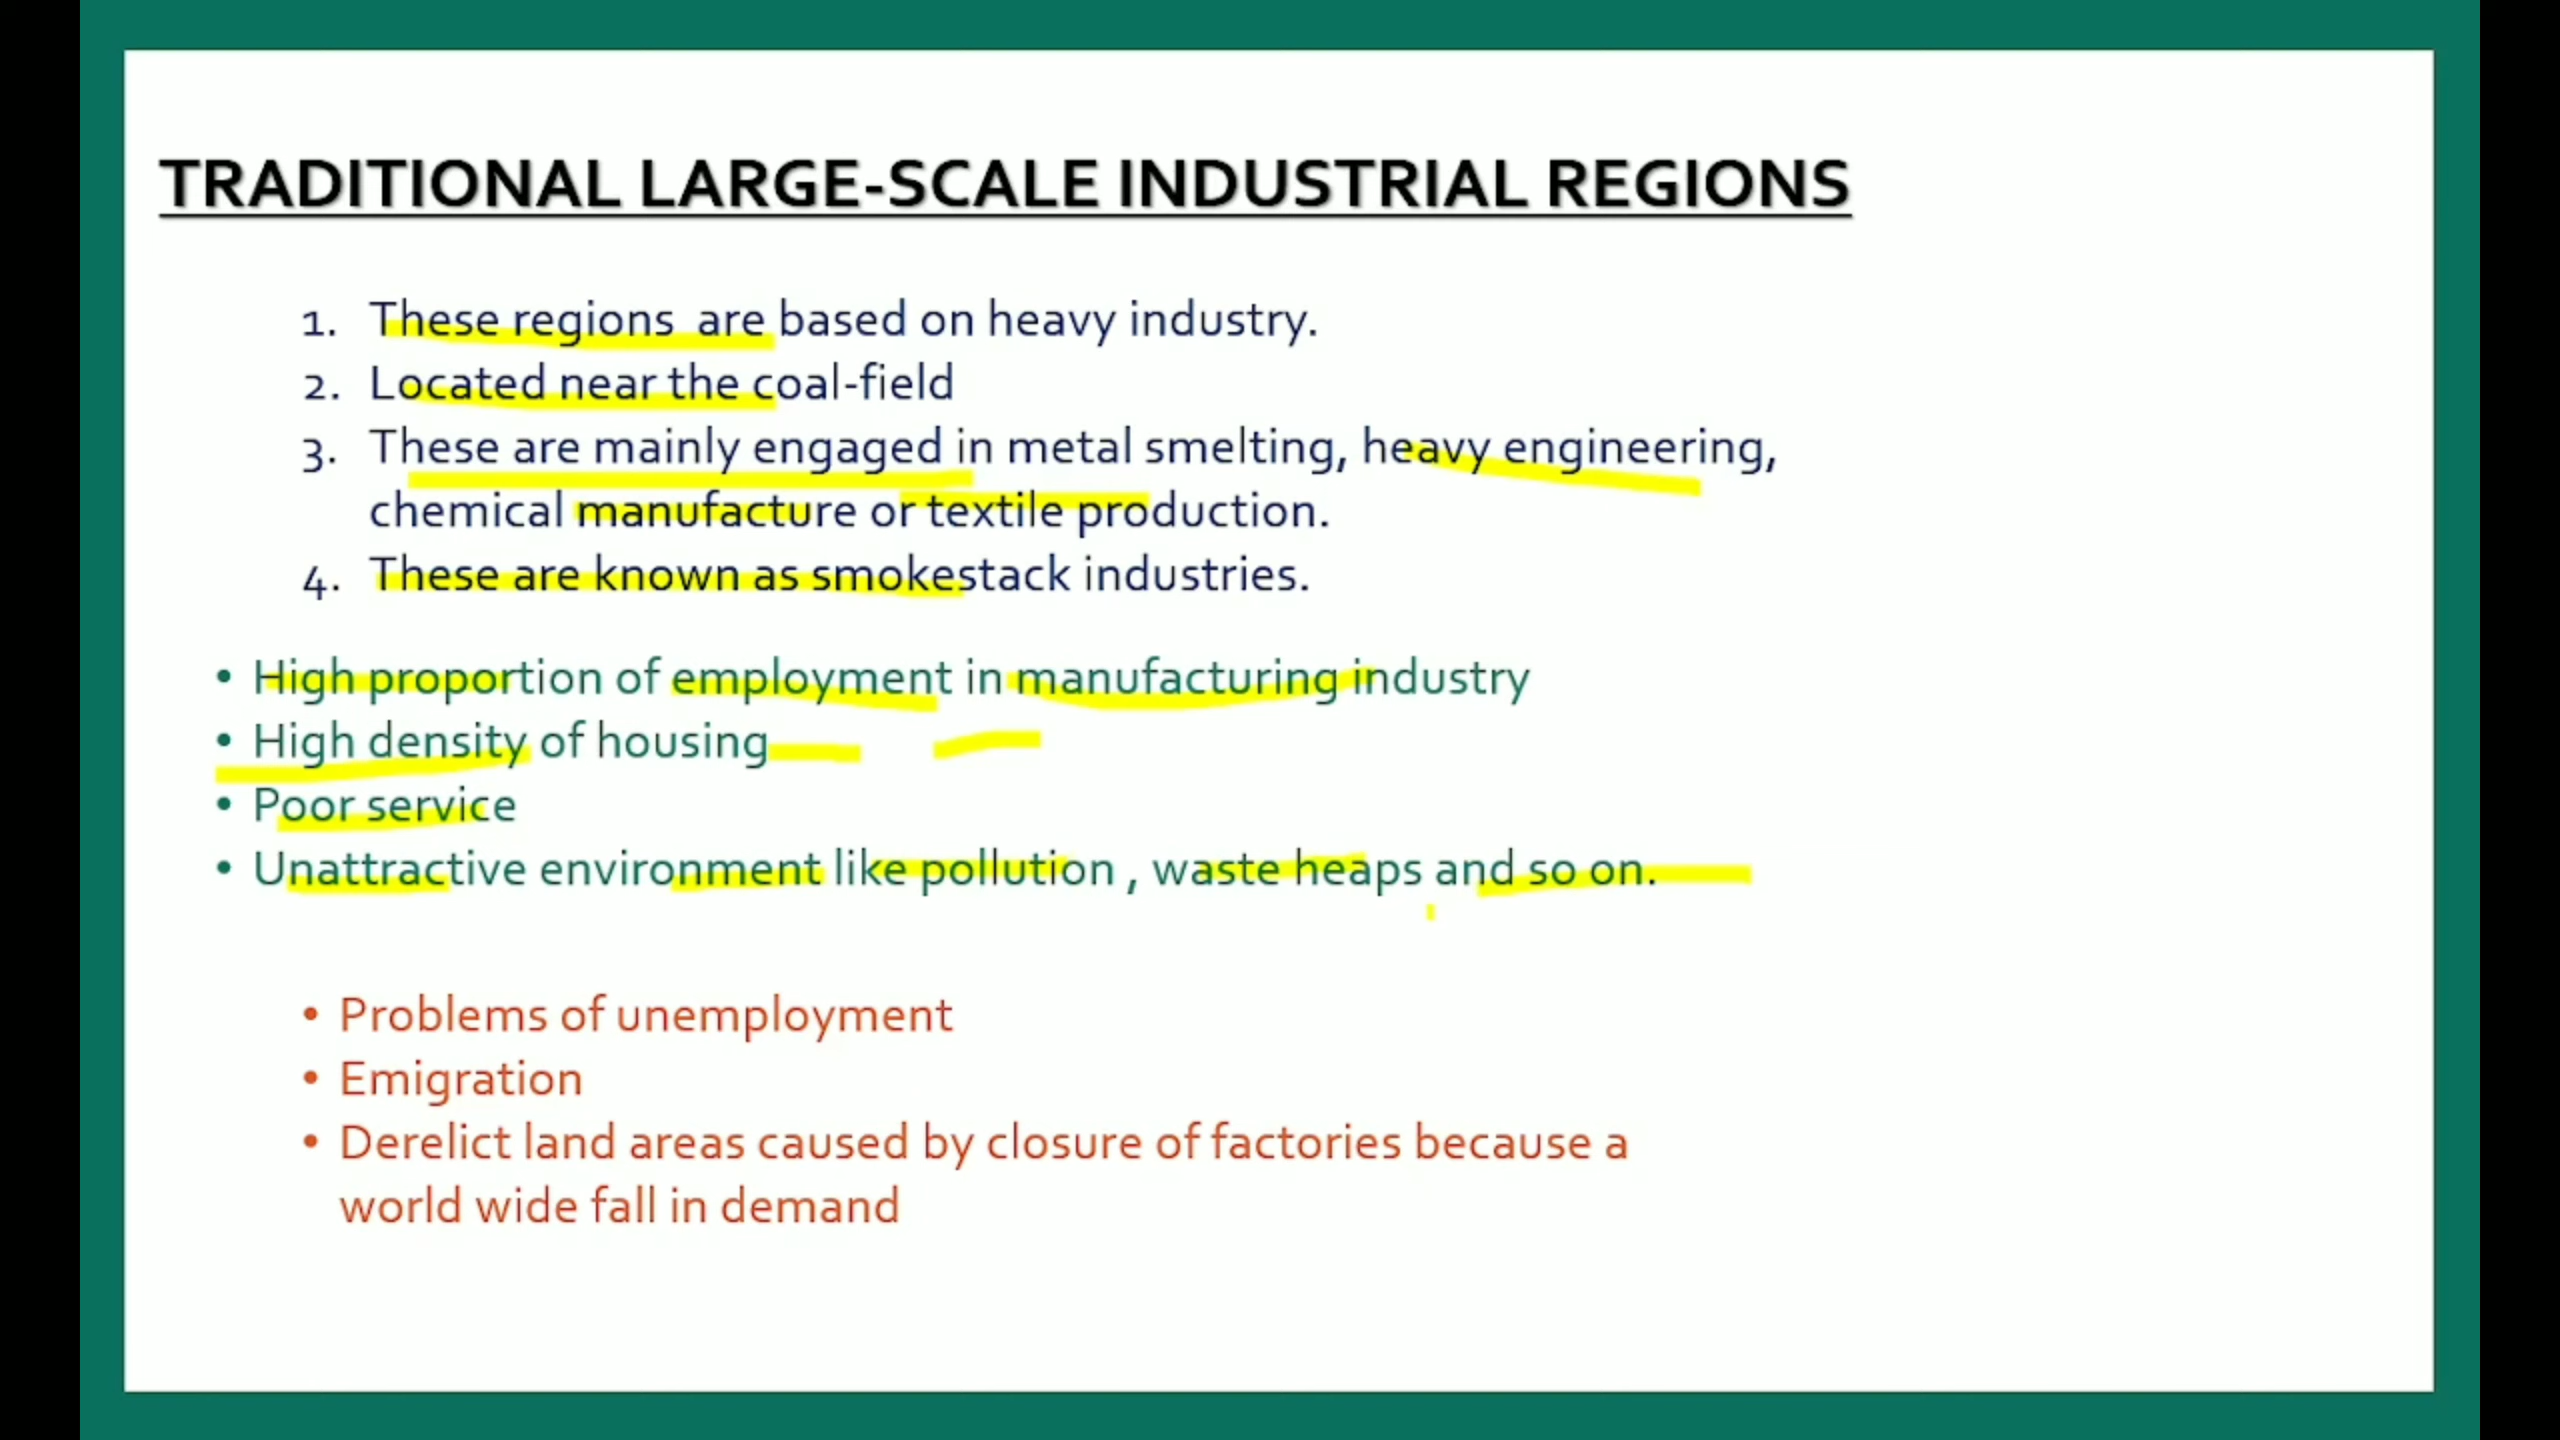 TRADITIONAL LARGE-SCALE INDUSTRIAL REGIONS
1. These regions are based on heavy industry.
2. Located near the coal-field
3. These are mainly engaged in metal smelting, heavy engineering,
chemical manufacture or textile production.
4. These are known as smokestack industries.
• High proportion of employment in manufacturing industry
• High density of housing
• Poor service
• Unattractive environment like pollution , waste heaps and so on.
• Problems of unemployment
• Emigration
• Derelict land areas caused by closure of factories because a
world wide fall in demand